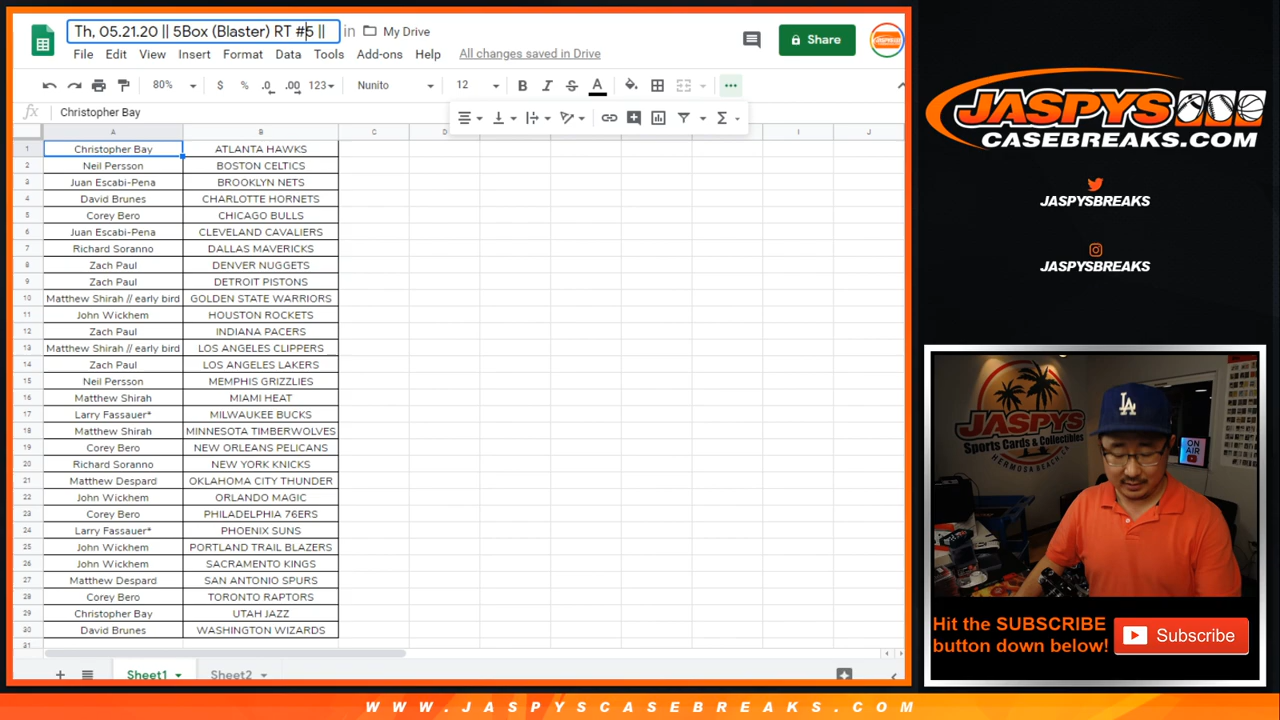 Th, 05.21.20 || 5Box (Blaster) RT #5 ||
in My Drive
File Edit View Insert Format Data Tools Add-ons Help All changes saved in Drive
Share
80% $ % .0 .00 123 Nunito 12 B I S A
fx Christopher Bay
A B C D I J
1 Christopher Bay ATLANTA HAWKS
2 Neil Persson BOSTON CELTICS
3 Juan Escabi-Pena BROOKLYN NETS
4 David Brunes CHARLOTTE HORNETS
5 Corey Bero CHICAGO BULLS
6 Juan Escabi-Pena CLEVELAND CAVALIERS
7 Richard Soranno DALLAS MAVERICKS
8 Zach Paul DENVER NUGGETS
9 Zach Paul DETROIT PISTONS
10 Matthew Shirah // early bird GOLDEN STATE WARRIORS
11 John Wickhem HOUSTON ROCKETS
12 Zach Paul INDIANA PACERS
13 Matthew Shirah // early bird LOS ANGELES CLIPPERS
14 Zach Paul LOS ANGELES LAKERS
15 Neil Persson MEMPHIS GRIZZLIES
16 Matthew Shirah MIAMI HEAT
17 Larry Fassauer* MILWAUKEE BUCKS
18 Matthew Shirah MINNESOTA TIMBERWOLVES
19 Corey Bero NEW ORLEANS PELICANS
20 Richard Soranno NEW YORK KNICKS
21 Matthew Despard OKLAHOMA CITY THUNDER
22 John Wickhem ORLANDO MAGIC
23 Corey Bero PHILADELPHIA 76ERS
24 Larry Fassauer* PHOENIX SUNS
25 John Wickhem PORTLAND TRAIL BLAZERS
26 John Wickhem SACRAMENTO KINGS
27 Matthew Despard SAN ANTONIO SPURS
28 Corey Bero TORONTO RAPTORS
29 Christopher Bay UTAH JAZZ
30 David Brunes WASHINGTON WIZARDS
31
Sheet1 Sheet2
JASPYS
CASEBREAKS.COM
JASPYSBREAKS
JASPYSBREAKS
JASPYS
Sports Cards & Collectibles
HERMOSA BEACH, CA
LA
ON
AIR
Hit the SUBSCRIBE
button down below!
Subscribe
WWW.JASPYSCASEBREAKS.COM